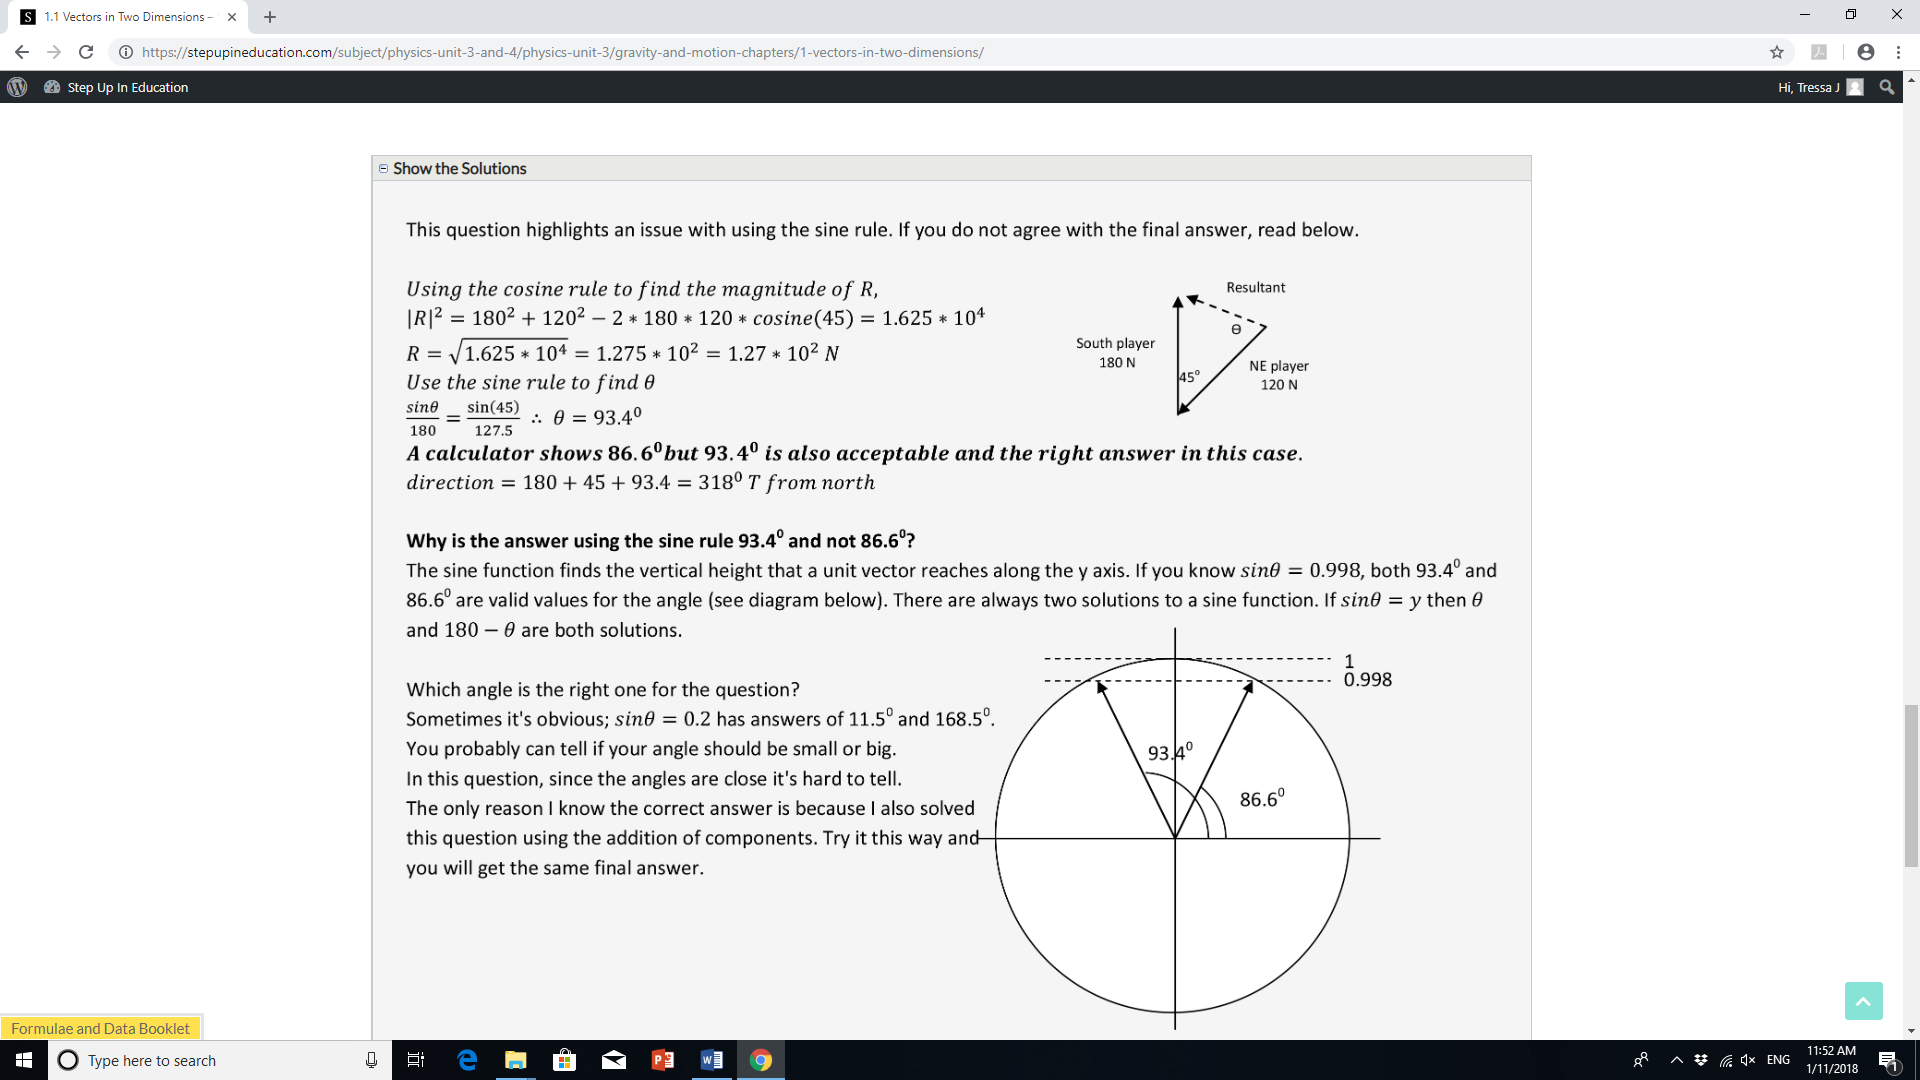 S 1.1 Vectors in Two Dimensions –
https://stepupineducation.com/subject/physics-unit-3-and-4/physics-unit-3/gravity-and-motion-chapters/1-vectors-in-two-dimensions/
Step Up In Education
Hi, Tressa J
Show the Solutions
This question highlights an issue with using the sine rule. If you do not agree with the final answer, read below.
Using the cosine rule to find the magnitude of R,
|R|² = 180² + 120² − 2 ∗ 180 ∗ 120 ∗ cosine(45) = 1.625 ∗ 10⁴
R = √1.625 ∗ 10⁴ = 1.275 ∗ 10² = 1.27 ∗ 10² N
Use the sine rule to find θ
sinθ/180 = sin(45)/127.5 ∴ θ = 93.4⁰
A calculator shows 86.6⁰ but 93.4⁰ is also acceptable and the right answer in this case.
direction = 180 + 45 + 93.4 = 318⁰ T from north
Resultant
θ
South player
180 N
NE player
120 N
45⁰
Why is the answer using the sine rule 93.4⁰ and not 86.6⁰?
The sine function finds the vertical height that a unit vector reaches along the y axis. If you know sinθ = 0.998, both 93.4⁰ and
86.6⁰ are valid values for the angle (see diagram below). There are always two solutions to a sine function. If sinθ = y then θ
and 180 − θ are both solutions.
Which angle is the right one for the question?
Sometimes it's obvious; sinθ = 0.2 has answers of 11.5⁰ and 168.5⁰.
You probably can tell if your angle should be small or big.
In this question, since the angles are close it's hard to tell.
The only reason I know the correct answer is because I also solved
this question using the addition of components. Try it this way and
you will get the same final answer.
1
0.998
93.4⁰
86.6⁰
Formulae and Data Booklet
Type here to search
ENG
11:52 AM
1/11/2018
1